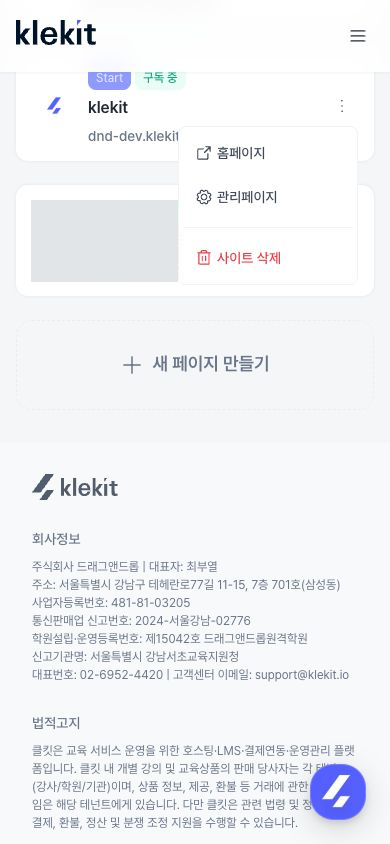 klekit
Start 구독 중
klekit
dnd-dev.klekit
홈페이지
관리페이지
사이트 삭제
새 페이지 만들기
klekit
회사정보
주식회사 드래그앤드롭 | 대표자: 최부열
주소: 서울특별시 강남구 테헤란로77길 11-15, 7층 701호(삼성동)
사업자등록번호: 481-81-03205
통신판매업 신고번호: 2024-서울강남-02776
학원설립·운영등록번호: 제15042호 드래그앤드롭원격학원
신고기관명: 서울특별시 강남서초교육지원청
대표번호: 02-6952-4420 | 고객센터 이메일: support@klekit.io
법적고지
클킷은 교육 서비스 운영을 위한 호스팅·LMS·결제연동·운영관리 플랫
폼입니다. 클킷 내 개별 강의 및 교육상품의 판매 당사자는 각
(강사/학원/기관)이며, 상품 정보, 제공, 환불 등 거래에 관한
임은 해당 테넌트에게 있습니다. 다만 클킷은 관련 법령 및
결제, 환불, 정산 및 분쟁 조정 지원을 수행할 수 있습니다.